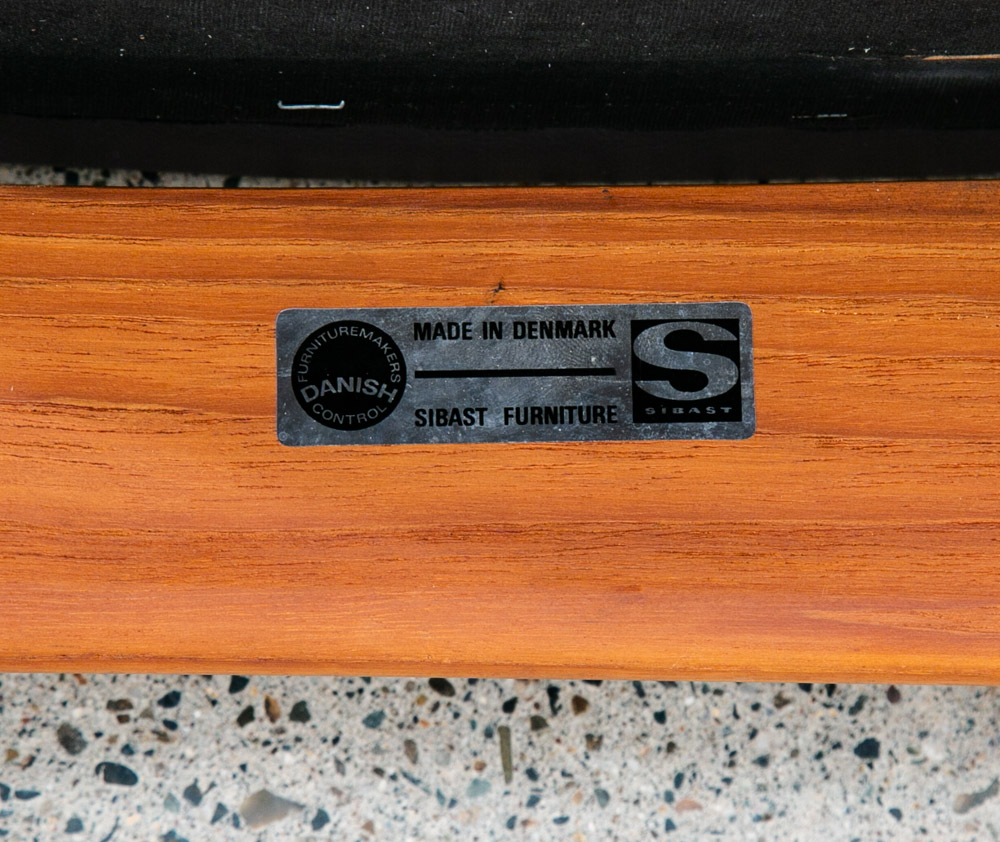 FURNITUREMAKERS
DANISH
CONTROL
MADE IN DENMARK
SIBAST FURNITURE
S
SIBAST